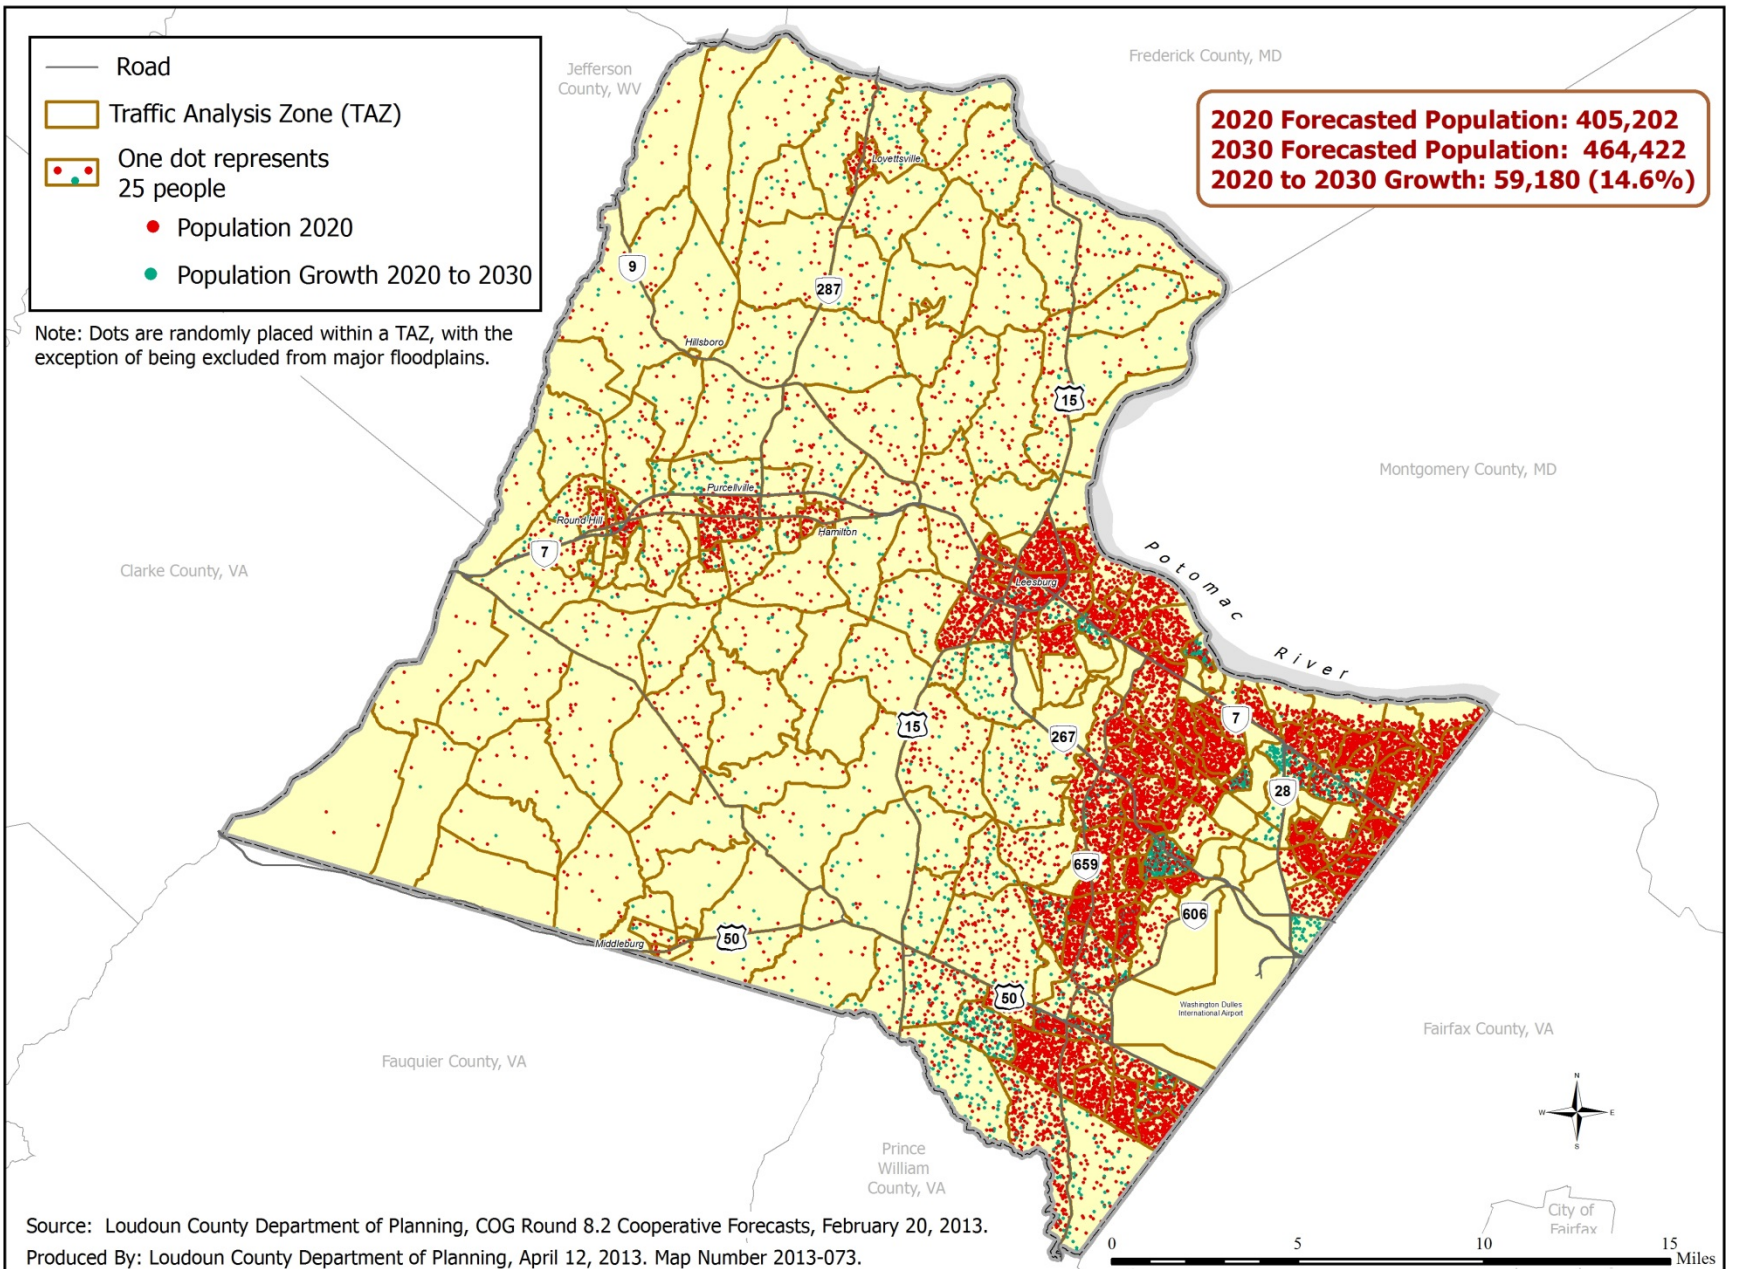 Road
Traffic Analysis Zone (TAZ)
One dot represents
25 people
Population 2020
Population Growth 2020 to 2030
Note: Dots are randomly placed within a TAZ, with the
exception of being excluded from major floodplains.
Jefferson
County, WV
Frederick County, MD
2020 Forecasted Population: 405,202
2030 Forecasted Population: 464,422
2020 to 2030 Growth: 59,180 (14.6%)
Lovettsville
9
287
Hillsboro
15
Montgomery County, MD
Purcellville
Round Hill
Hamilton
7
Clarke County, VA
Leesburg
Potomac
River
15
267
7
28
659
606
Middleburg
50
50
Washington Dulles
International Airport
Fairfax County, VA
Fauquier County, VA
N
W
E
S
Prince
William
County, VA
City of
Fairfax
Source: Loudoun County Department of Planning, COG Round 8.2 Cooperative Forecasts, February 20, 2013.
Produced By: Loudoun County Department of Planning, April 12, 2013. Map Number 2013-073.
0 5 10 15
Miles